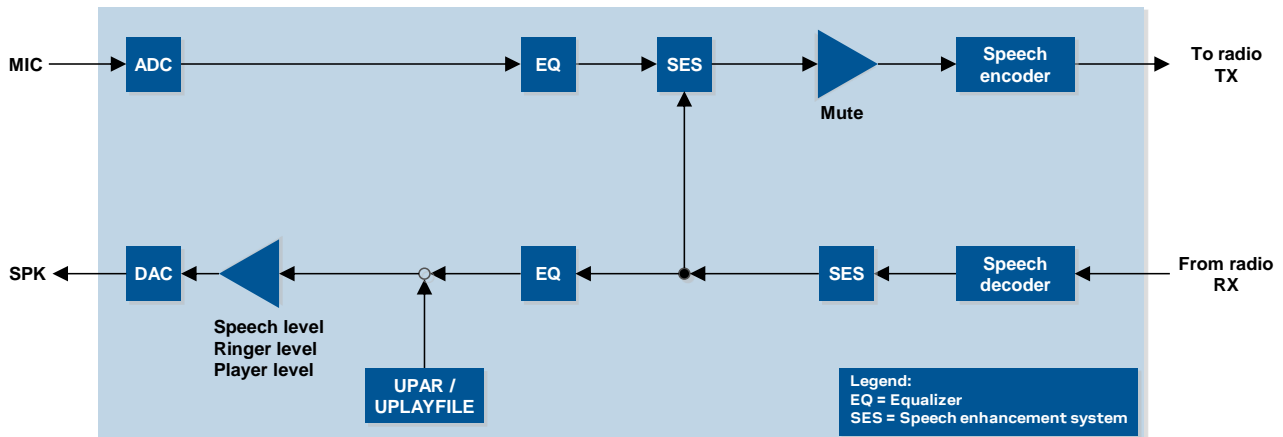 MIC
ADC
EQ
SES
Mute
Speech
encoder
To radio
TX
SPK
DAC
Speech level
Ringer level
Player level
UPAR /
UPLAYFILE
EQ
SES
Speech
decoder
From radio
RX
Legend:
EQ = Equalizer
SES = Speech enhancement system